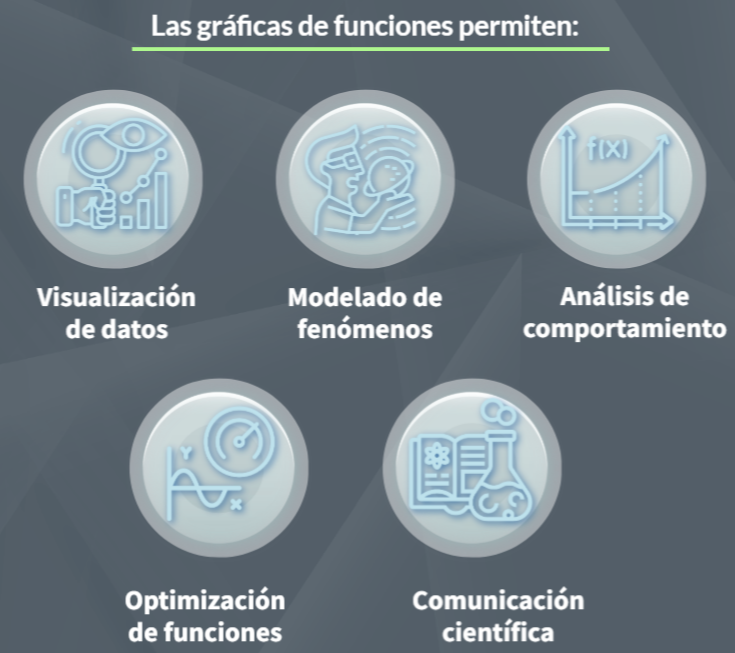 Las gráficas de funciones permiten:
f(x)
Visualización
de datos
Modelado de
fenómenos
Análisis de
comportamiento
Y
X
Optimización
de funciones
Comunicación
científica